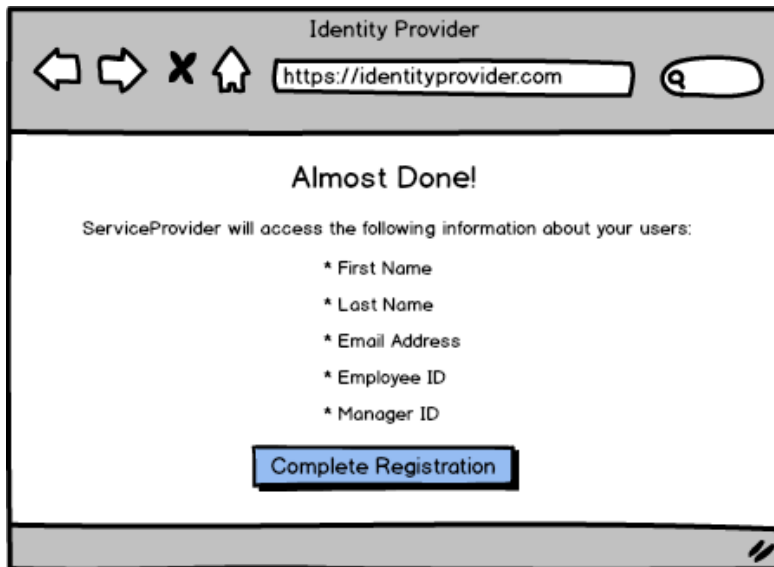 Identity Provider
https://identityprovider.com
Almost Done!
ServiceProvider will access the following information about your users:
* First Name
* Last Name
* Email Address
* Employee ID
* Manager ID
Complete Registration